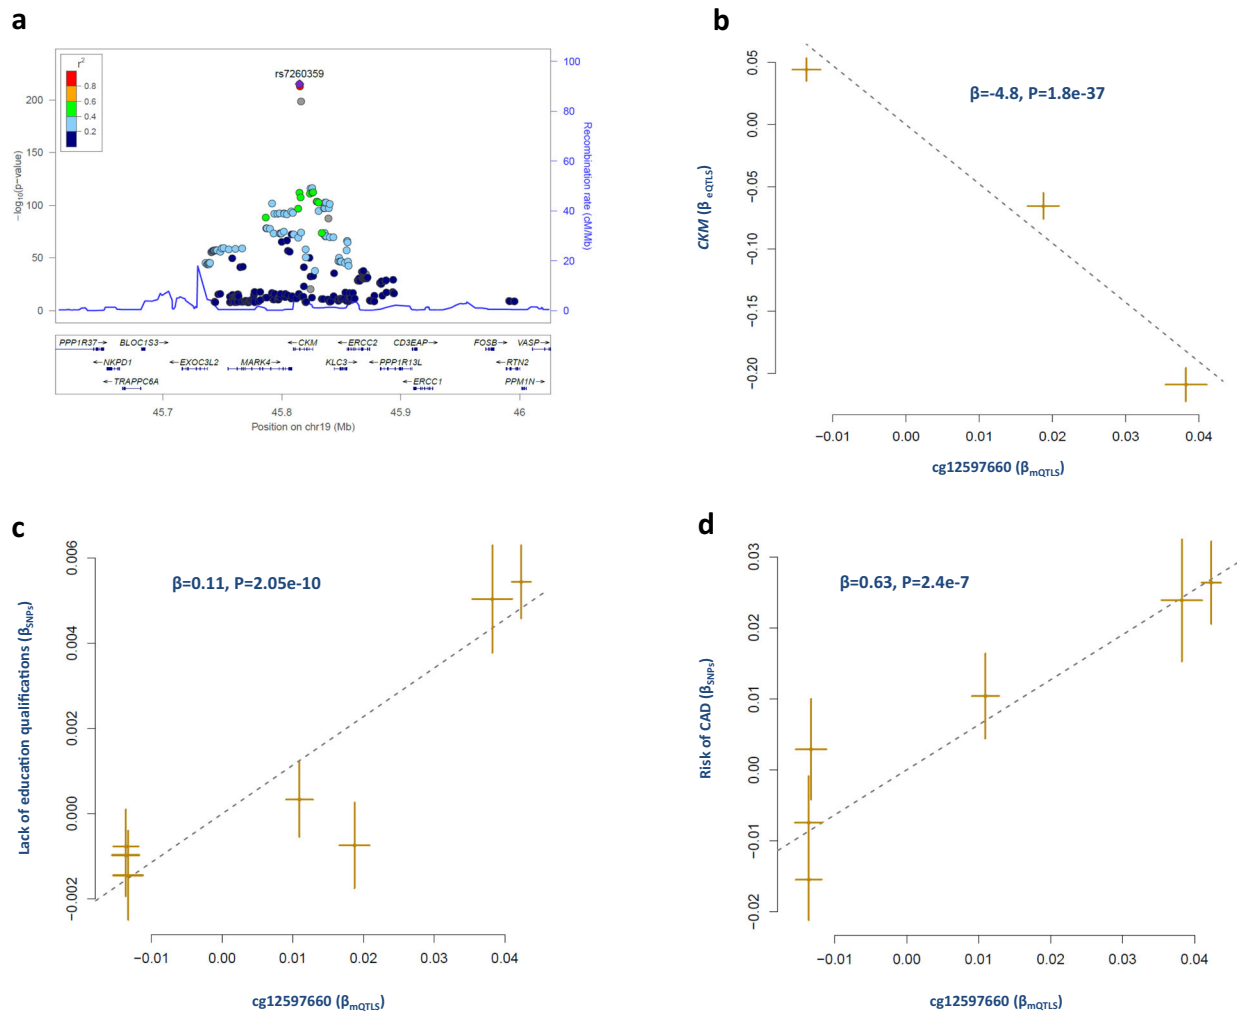 a
r²
0.8
0.6
0.4
0.2
rs7260359
−log₁₀(p−value)
200
150
100
50
0
Recombination rate (cM/Mb)
100
80
60
40
20
0
PPP1R37→ BLOC1S3→ ←CKM ←ERCC2 CD3EAP→ FOSB→ VASP→
←NKPD1 ←EXOC3L2 MARK4→ KLC3→ ←PPP1R13L ←RTN2
←TRAPPC6A ←ERCC1 PPM1N→
45.7 45.8 45.9 46
Position on chr19 (Mb)
b
β=-4.8, P=1.8e-37
CKM (β eQTLS)
0.05
0.00
−0.05
−0.10
−0.15
−0.20
−0.01 0.00 0.01 0.02 0.03 0.04
cg12597660 (βmQTLS)
c
β=0.11, P=2.05e-10
Lack of education qualifications (βSNPs)
0.006
0.004
0.002
0.000
−0.002
−0.01 0.00 0.01 0.02 0.03 0.04
cg12597660 (βmQTLS)
d
β=0.63, P=2.4e-7
Risk of CAD (βSNPs)
0.03
0.02
0.01
0.00
−0.01
−0.02
−0.01 0.00 0.01 0.02 0.03 0.04
cg12597660 (βmQTLS)